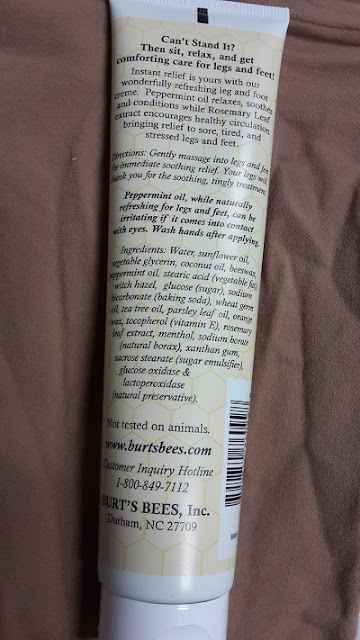 Can't Stand It?
Then sit, relax, and get
comforting care for legs and feet!
Instant relief is yours with our
wonderfully refreshing leg and foot
creme. Peppermint oil relaxes, soothes
and conditions while Rosemary Leaf
extract encourages healthy circulation
bringing relief to sore, tired, and
stressed legs and feet.
Directions: Gently massage into legs and feet
for immediate soothing relief. Your legs will
thank you for the soothing, tingly treatment.
Peppermint oil, while naturally
refreshing for legs and feet, can be
irritating if it comes into contact
with eyes. Wash hands after applying.
Ingredients: Water, sunflower oil,
vegetable glycerin, coconut oil, beeswax,
peppermint oil, stearic acid (vegetable fat),
witch hazel, glucose (sugar), sodium
bicarbonate (baking soda), wheat germ
oil, tea tree oil, parsley leaf oil, orange
wax, tocopherol (vitamin E), rosemary
leaf extract, menthol, sodium borate
(natural borax), xanthan gum,
sucrose stearate (sugar emulsifier),
glucose oxidase &
lactoperoxidase
(natural preservative).
Not tested on animals.
www.burtsbees.com
Customer Inquiry Hotline
1-800-849-7112
BURT'S BEES, Inc.
Durham, NC 27709